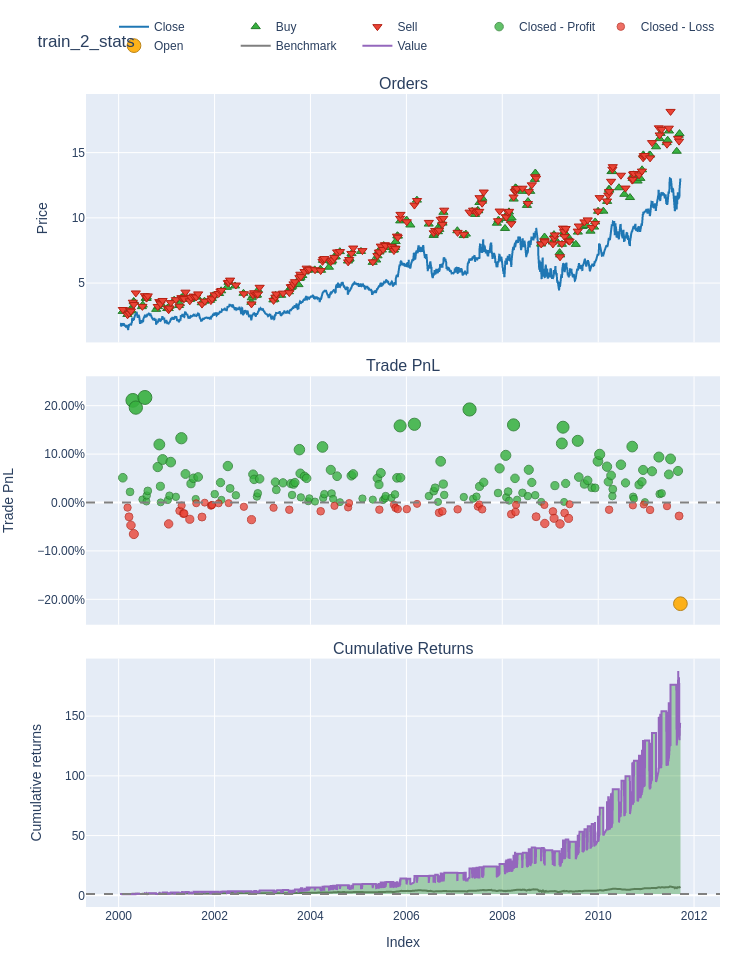 Close Buy Sell Closed - Profit Closed - Loss
train_2_stats
Open Benchmark Value
Orders
15
10
5
Price
Trade PnL
20.00%
10.00%
0.00%
−10.00%
−20.00%
Trade PnL
Cumulative Returns
150
100
50
0
Cumulative returns
2000 2002 2004 2006 2008 2010 2012
Index